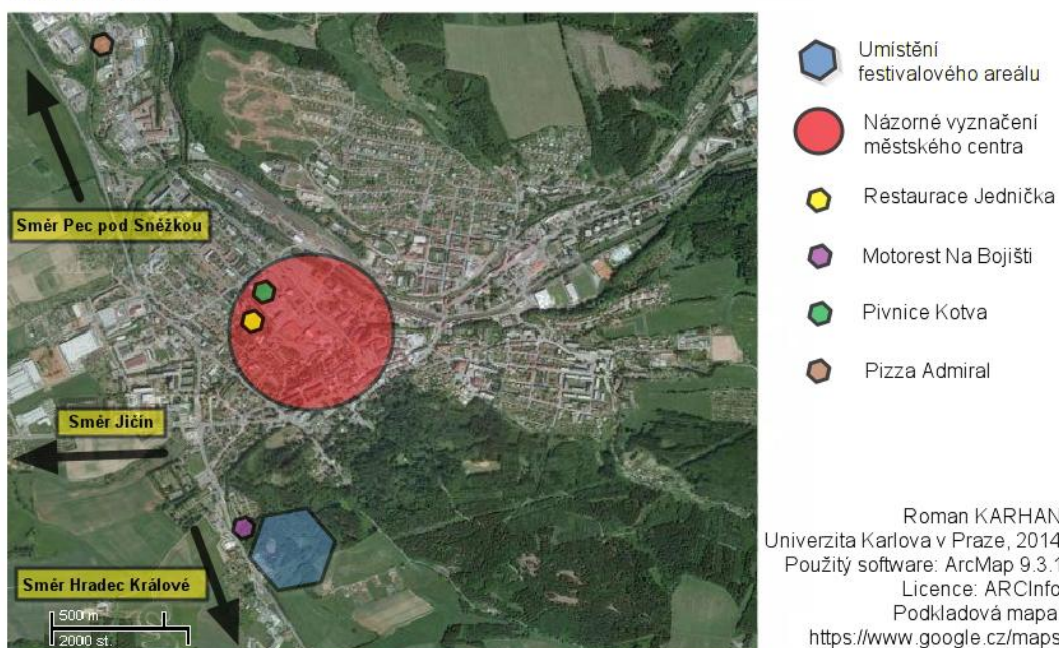 Umístění
festivalového areálu
Názorné vyznačení
městského centra
Restaurace Jednička
Motorest Na Bojišti
Pivnice Kotva
Pizza Admiral
Směr Pec pod Sněžkou
Směr Jičín
Směr Hradec Králové
500 m
2000 st.
Roman KARHAN
Univerzita Karlova v Praze, 2014
Použitý software: ArcMap 9.3.1
Licence: ARCInfo
Podkladová mapa:
https://www.google.cz/maps